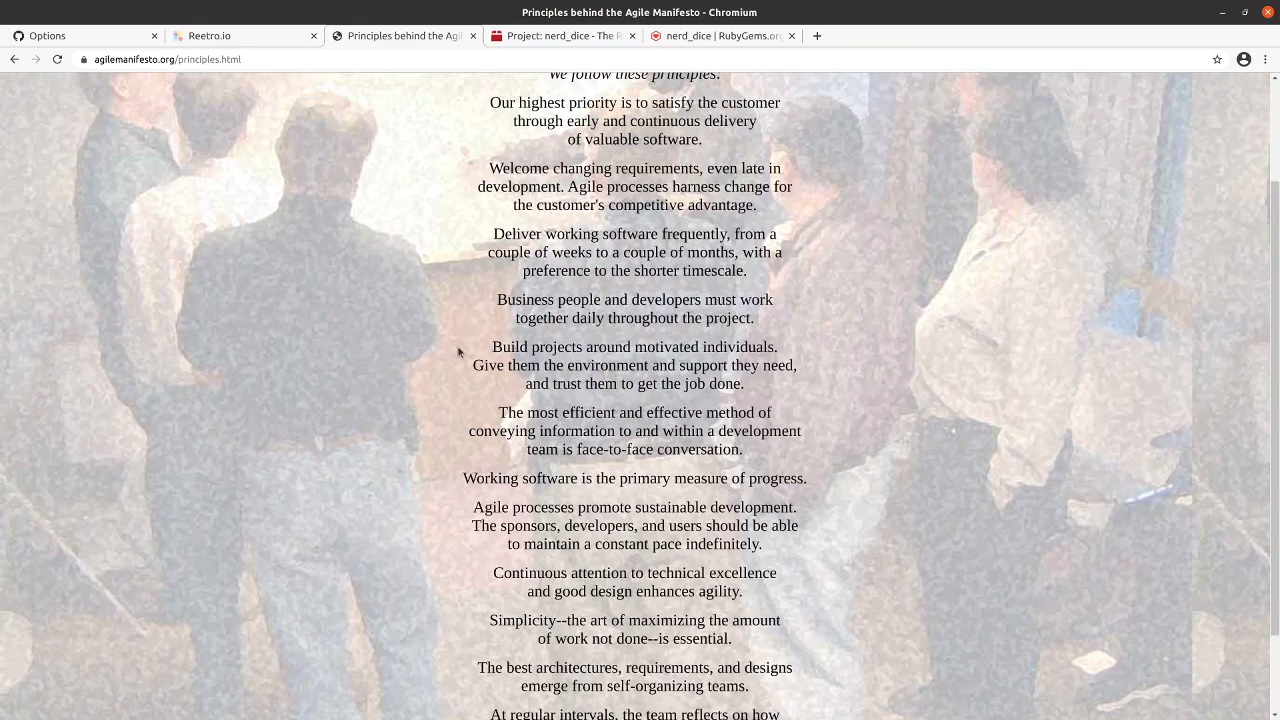 Principles behind the Agile Manifesto - Chromium
Options
Reetro.io
Principles behind the Agil
Project: nerd_dice - The R
nerd_dice | RubyGems.org
agilemanifesto.org/principles.html
We follow these principles:
Our highest priority is to satisfy the customer
through early and continuous delivery
of valuable software.
Welcome changing requirements, even late in
development. Agile processes harness change for
the customer's competitive advantage.
Deliver working software frequently, from a
couple of weeks to a couple of months, with a
preference to the shorter timescale.
Business people and developers must work
together daily throughout the project.
Build projects around motivated individuals.
Give them the environment and support they need,
and trust them to get the job done.
The most efficient and effective method of
conveying information to and within a development
team is face-to-face conversation.
Working software is the primary measure of progress.
Agile processes promote sustainable development.
The sponsors, developers, and users should be able
to maintain a constant pace indefinitely.
Continuous attention to technical excellence
and good design enhances agility.
Simplicity--the art of maximizing the amount
of work not done--is essential.
The best architectures, requirements, and designs
emerge from self-organizing teams.
At regular intervals, the team reflects on how